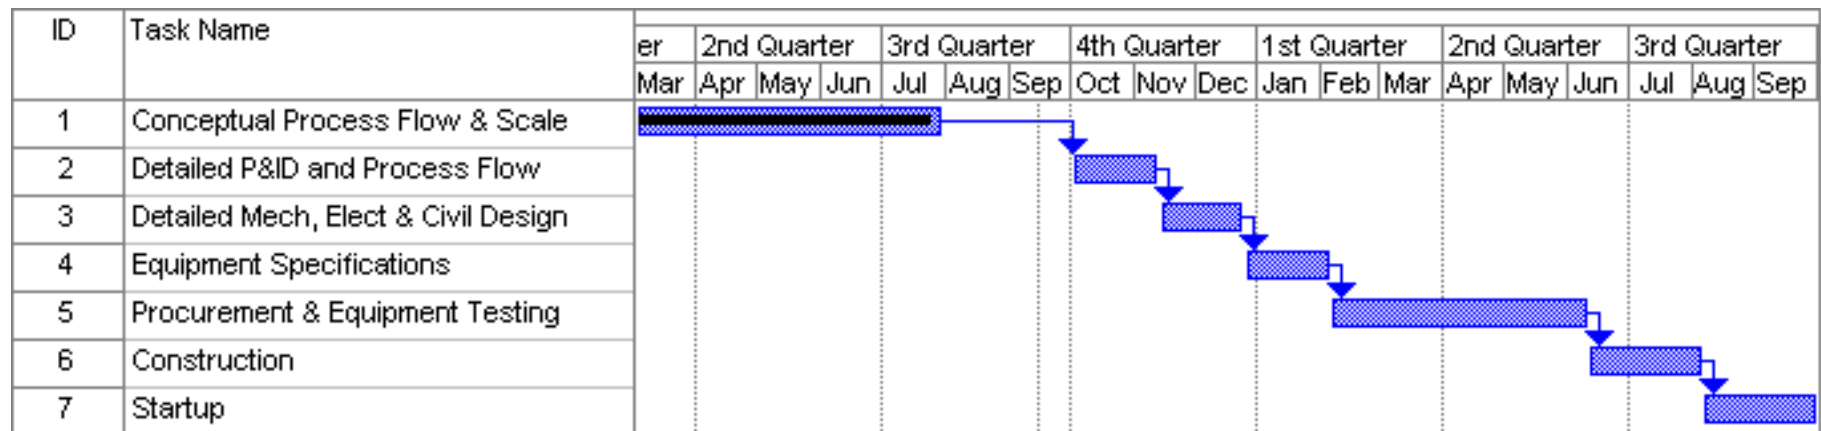 ID Task Name
er 2nd Quarter 3rd Quarter 4th Quarter 1st Quarter 2nd Quarter 3rd Quarter
Mar Apr May Jun Jul Aug Sep Oct Nov Dec Jan Feb Mar Apr May Jun Jul Aug Sep
1 Conceptual Process Flow & Scale
2 Detailed P&ID and Process Flow
3 Detailed Mech, Elect & Civil Design
4 Equipment Specifications
5 Procurement & Equipment Testing
6 Construction
7 Startup